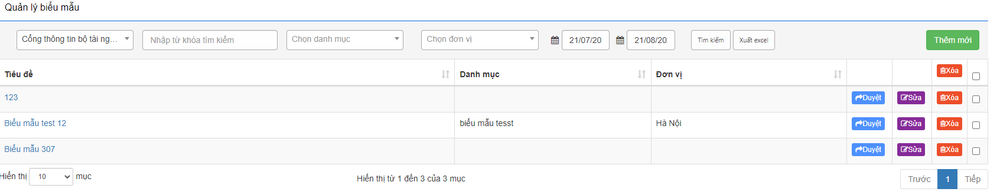 Quản lý biểu mẫu
Cổng thông tin bộ tài ng... Nhập từ khóa tìm kiếm Chọn danh mục Chọn đơn vị 21/07/20 21/08/20 Tìm kiếm Xuất excel Thêm mới
Tiêu đề Danh mục Đơn vị Xóa
123 Duyệt Sửa Xóa
Biểu mẫu test 12 biểu mẫu tesst Hà Nội Duyệt Sửa Xóa
Biểu mẫu 307 Duyệt Sửa Xóa
Hiển thị 10 mục Hiển thị từ 1 đến 3 của 3 mục Trước 1 Tiếp